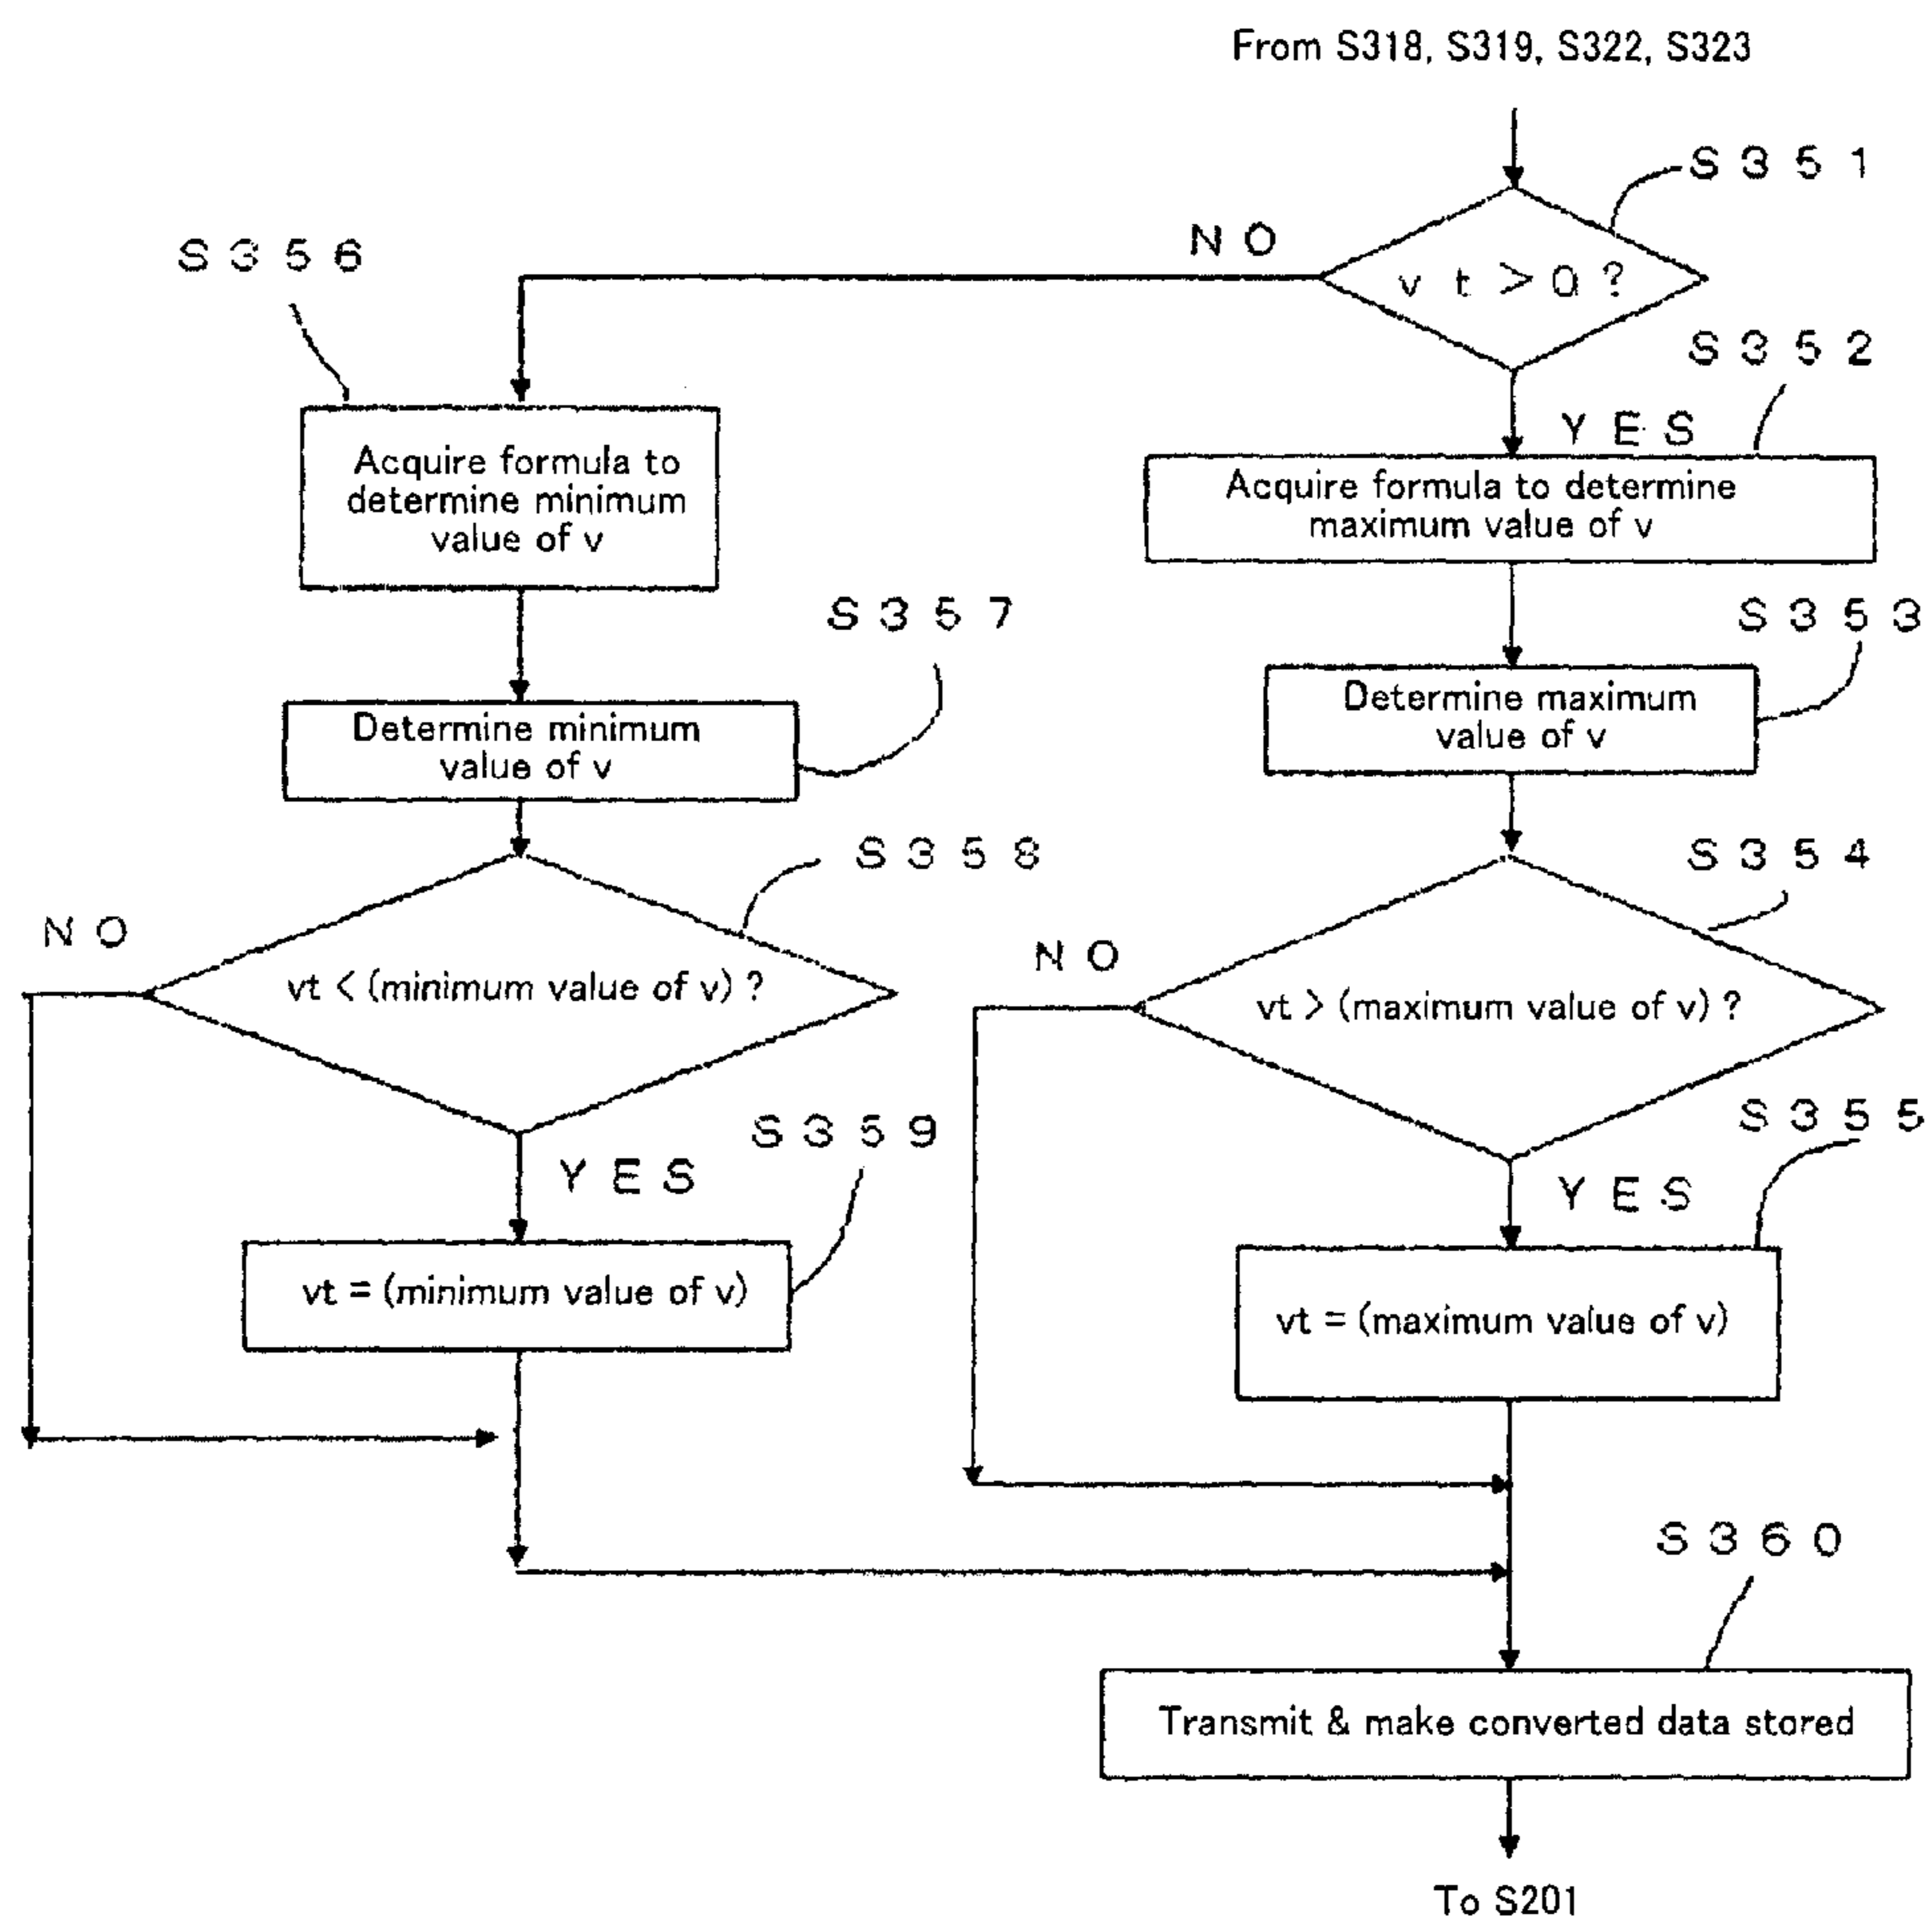 From S318, S319, S322, S323
S351
NO
vt>0?
S356
S352
YES
Acquire formula to
determine minimum
value of v
Acquire formula to determine
maximum value of v
S357
S353
Determine minimum
value of v
Determine maximum
value of v
S358
S354
NO
vt < (minimum value of v) ?
NO
vt > (maximum value of v) ?
S359
S355
YES
YES
vt = (minimum value of v)
vt = (maximum value of v)
S360
Transmit & make converted data stored
To S201